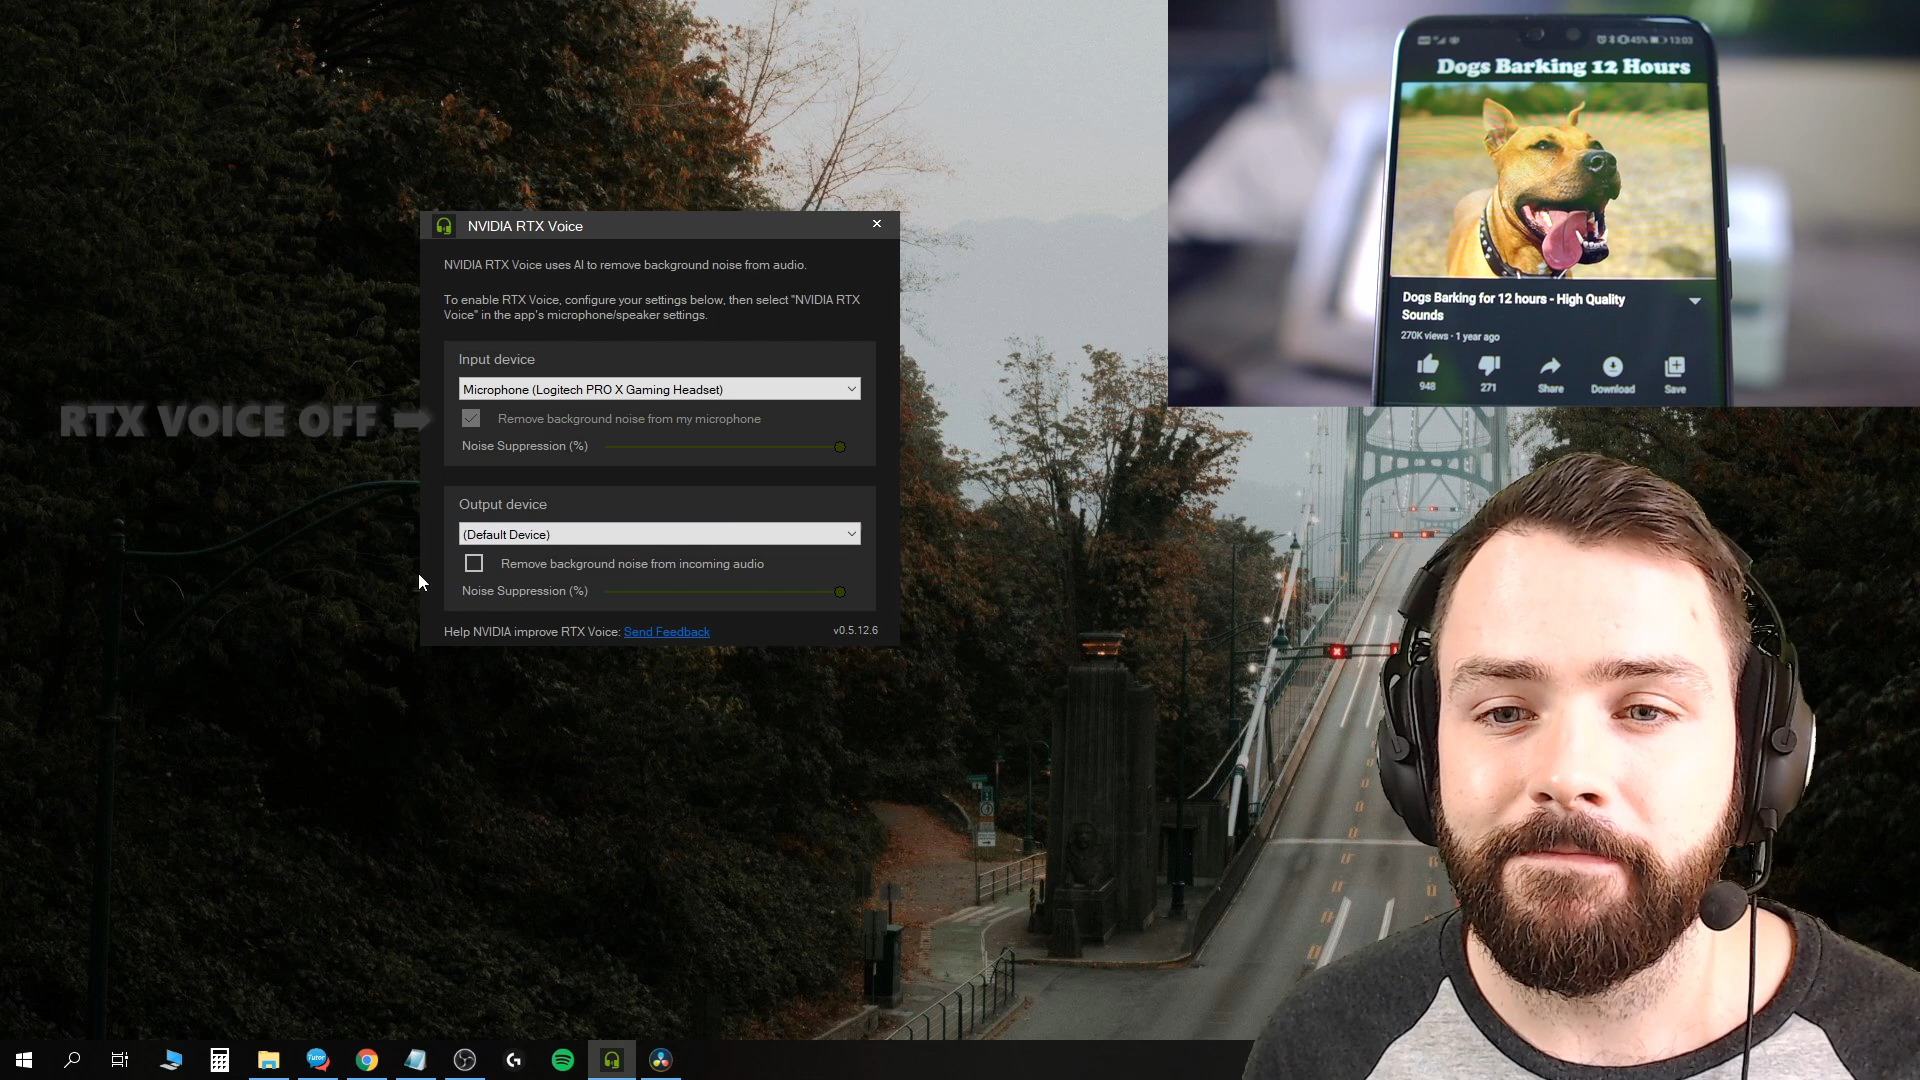 NVIDIA RTX Voice
NVIDIA RTX Voice uses AI to remove background noise from audio.
To enable RTX Voice, configure your settings below, then select "NVIDIA RTX
Voice" in the app's microphone/speaker settings.
Input device
Microphone (Logitech PRO X Gaming Headset)
Remove background noise from my microphone
Noise Suppression (%)
Output device
(Default Device)
Remove background noise from incoming audio
Noise Suppression (%)
Help NVIDIA improve RTX Voice: Send Feedback
v0.5.12.6
RTX VOICE OFF
45%
13:03
Dogs Barking 12 Hours
Dogs Barking for 12 hours - High Quality
Sounds
270K views · 1 year ago
948
271
Share
Download
Save
Tutor